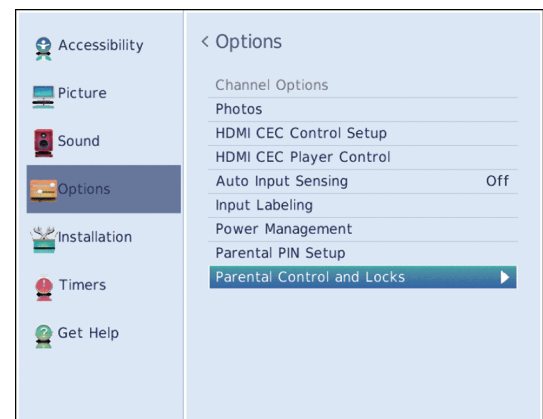 Accessibility
Picture
Sound
Options
Installation
Timers
Get Help
< Options
Channel Options
Photos
HDMI CEC Control Setup
HDMI CEC Player Control
Auto Input Sensing Off
Input Labeling
Power Management
Parental PIN Setup
Parental Control and Locks